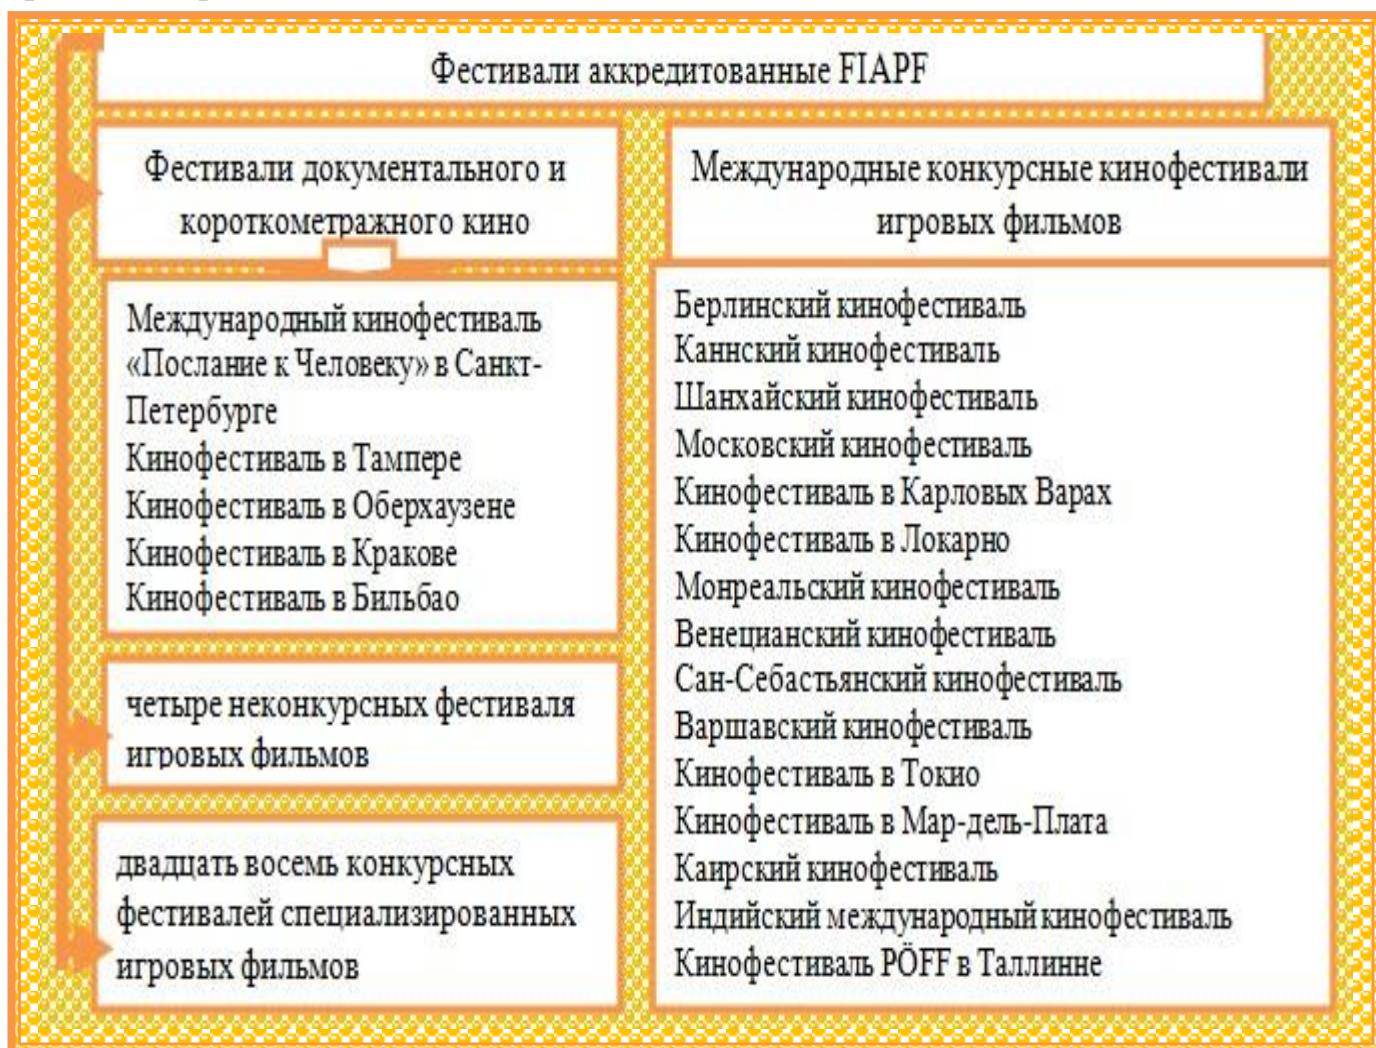 Фестивали аккредитованные FIAPF
Фестивали документального и
короткометражного кино
Международный кинофестиваль
«Послание к Человеку» в Санкт-
Петербурге
Кинофестиваль в Тампере
Кинофестиваль в Оберхаузене
Кинофестиваль в Кракове
Кинофестиваль в Бильбао
четыре неконкурсных фестиваля
игровых фильмов
двадцать восемь конкурсных
фестивалей специализированных
игровых фильмов
Международные конкурсные кинофестивали
игровых фильмов
Берлинский кинофестиваль
Каннский кинофестиваль
Шанхайский кинофестиваль
Московский кинофестиваль
Кинофестиваль в Карловых Варах
Кинофестиваль в Локарно
Монреальский кинофестиваль
Венецианский кинофестиваль
Сан-Себастьянский кинофестиваль
Варшавский кинофестиваль
Кинофестиваль в Токио
Кинофестиваль в Мар-дель-Плата
Каирский кинофестиваль
Индийский международный кинофестиваль
Кинофестиваль PÖFF в Таллинне